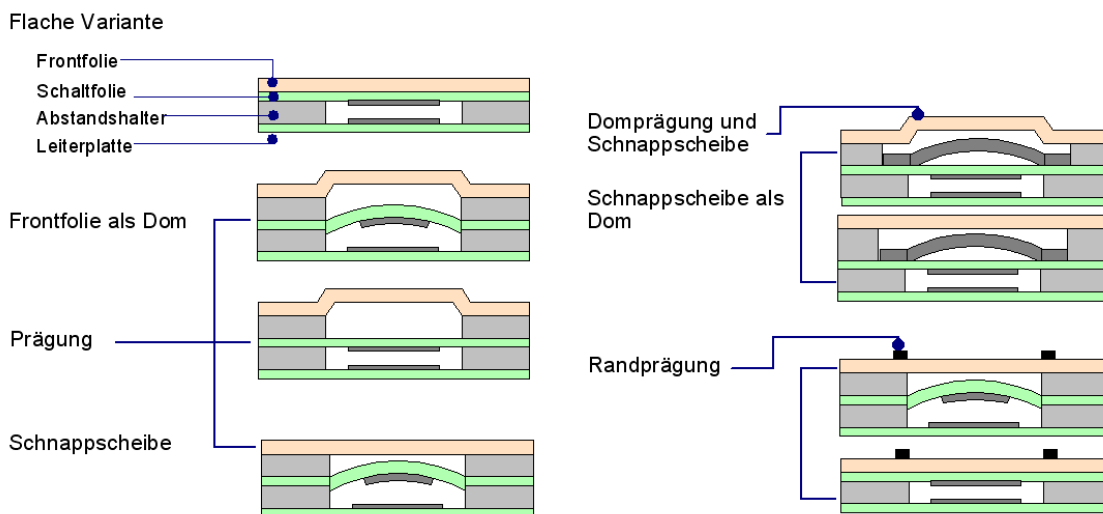 Flache Variante
Frontfolie
Schaltfolie
Abstandshalter
Leiterplatte
Frontfolie als Dom
Prägung
Schnappscheibe
Domprägung und
Schnappscheibe
Schnappscheibe als
Dom
Randprägung